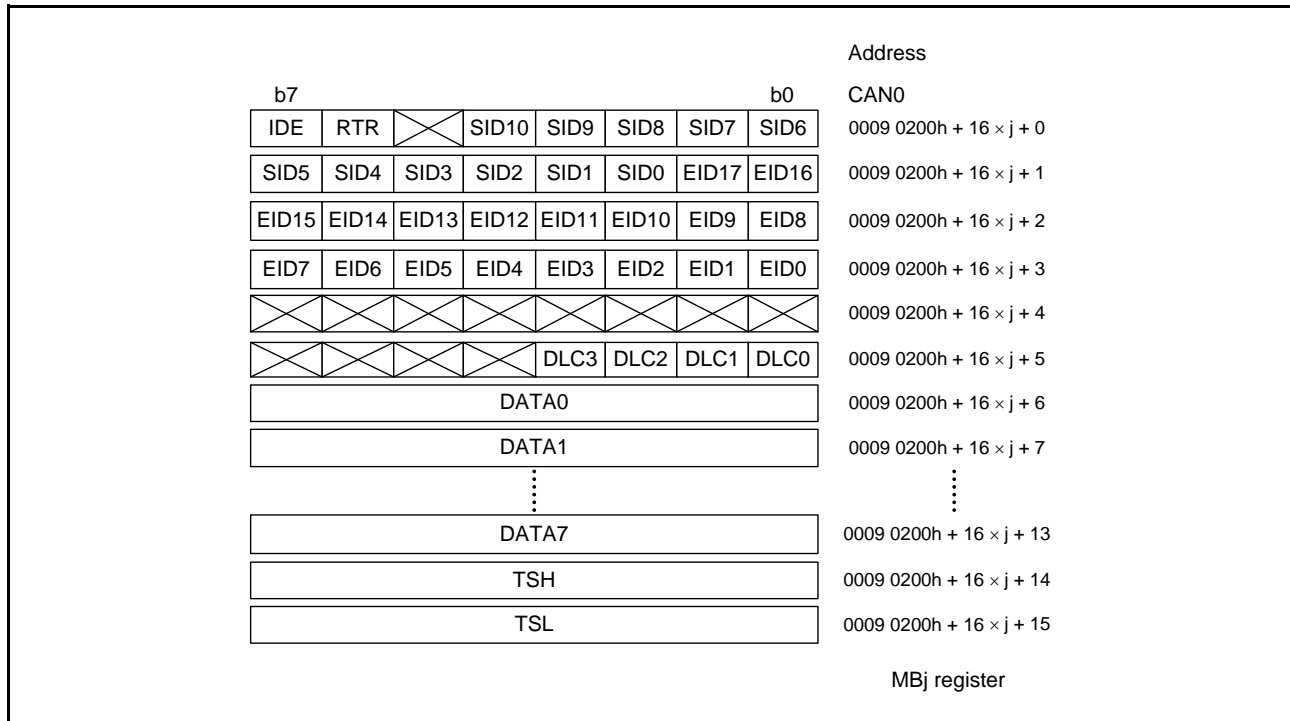 Address
b7 b0 CAN0
IDE RTR SID10 SID9 SID8 SID7 SID6 0009 0200h + 16 × j + 0
SID5 SID4 SID3 SID2 SID1 SID0 EID17 EID16 0009 0200h + 16 × j + 1
EID15 EID14 EID13 EID12 EID11 EID10 EID9 EID8 0009 0200h + 16 × j + 2
EID7 EID6 EID5 EID4 EID3 EID2 EID1 EID0 0009 0200h + 16 × j + 3
0009 0200h + 16 × j + 4
DLC3 DLC2 DLC1 DLC0 0009 0200h + 16 × j + 5
DATA0 0009 0200h + 16 × j + 6
DATA1 0009 0200h + 16 × j + 7
DATA7 0009 0200h + 16 × j + 13
TSH 0009 0200h + 16 × j + 14
TSL 0009 0200h + 16 × j + 15
MBj register